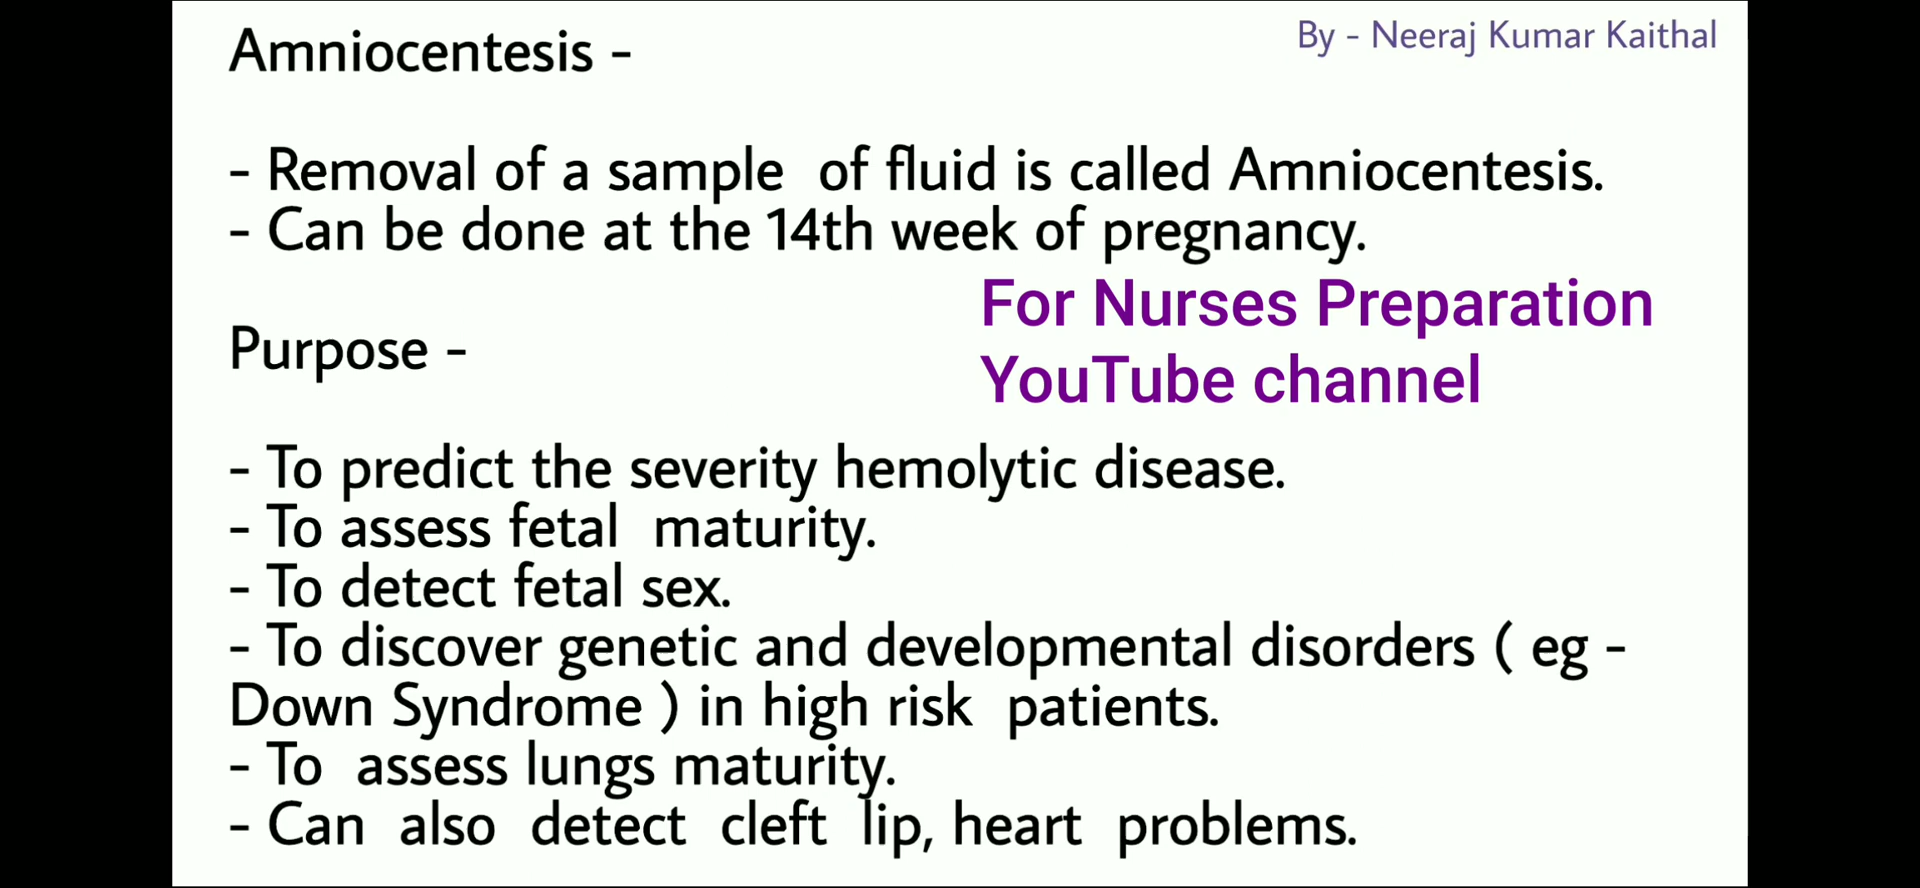 Amniocentesis -
By - Neeraj Kumar Kaithal
- Removal of a sample of fluid is called Amniocentesis.
- Can be done at the 14th week of pregnancy.
For Nurses Preparation
YouTube channel
Purpose -
- To predict the severity hemolytic disease.
- To assess fetal maturity.
- To detect fetal sex.
- To discover genetic and developmental disorders ( eg -
Down Syndrome ) in high risk patients.
- To assess lungs maturity.
- Can also detect cleft lip, heart problems.